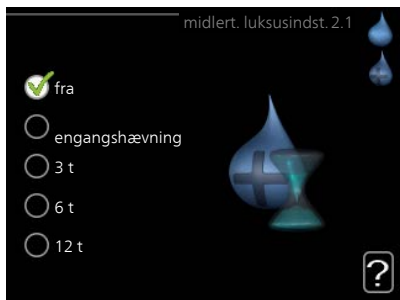 midlert. luksusindst. 2.1
fra
engangshævning
3 t
6 t
12 t
?